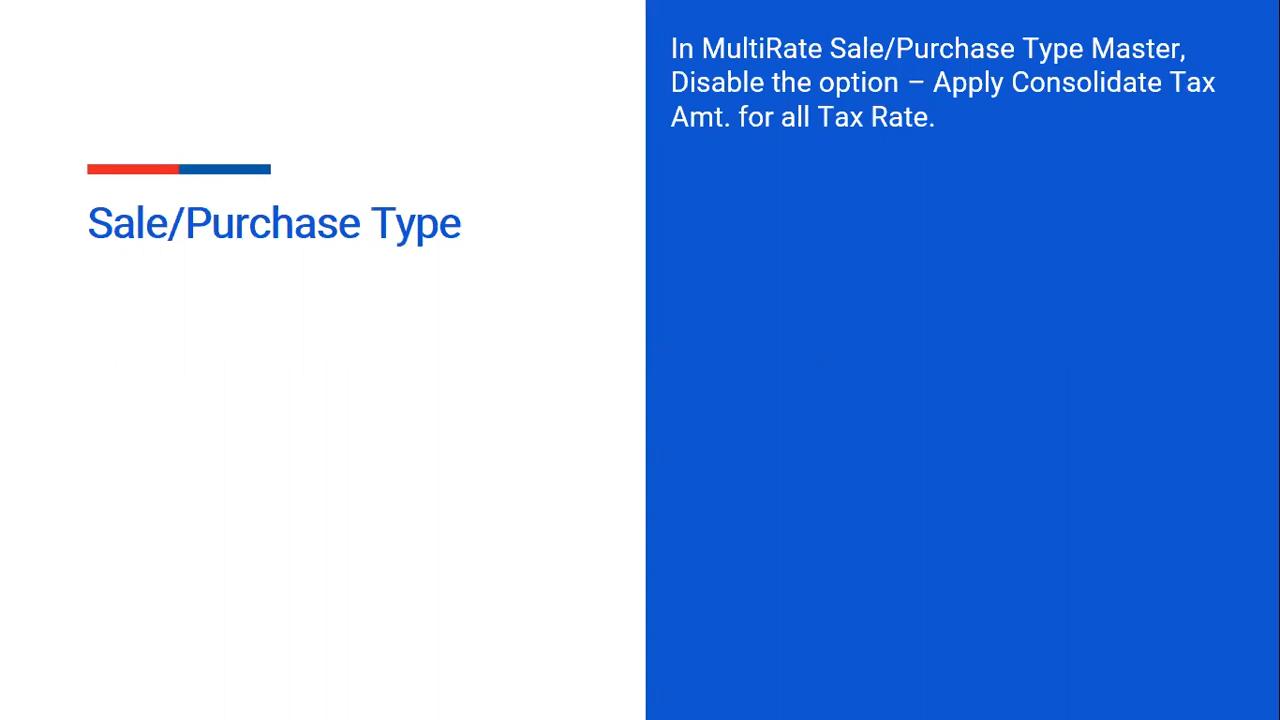 Sale/Purchase Type
In MultiRate Sale/Purchase Type Master,
Disable the option – Apply Consolidate Tax
Amt. for all Tax Rate.